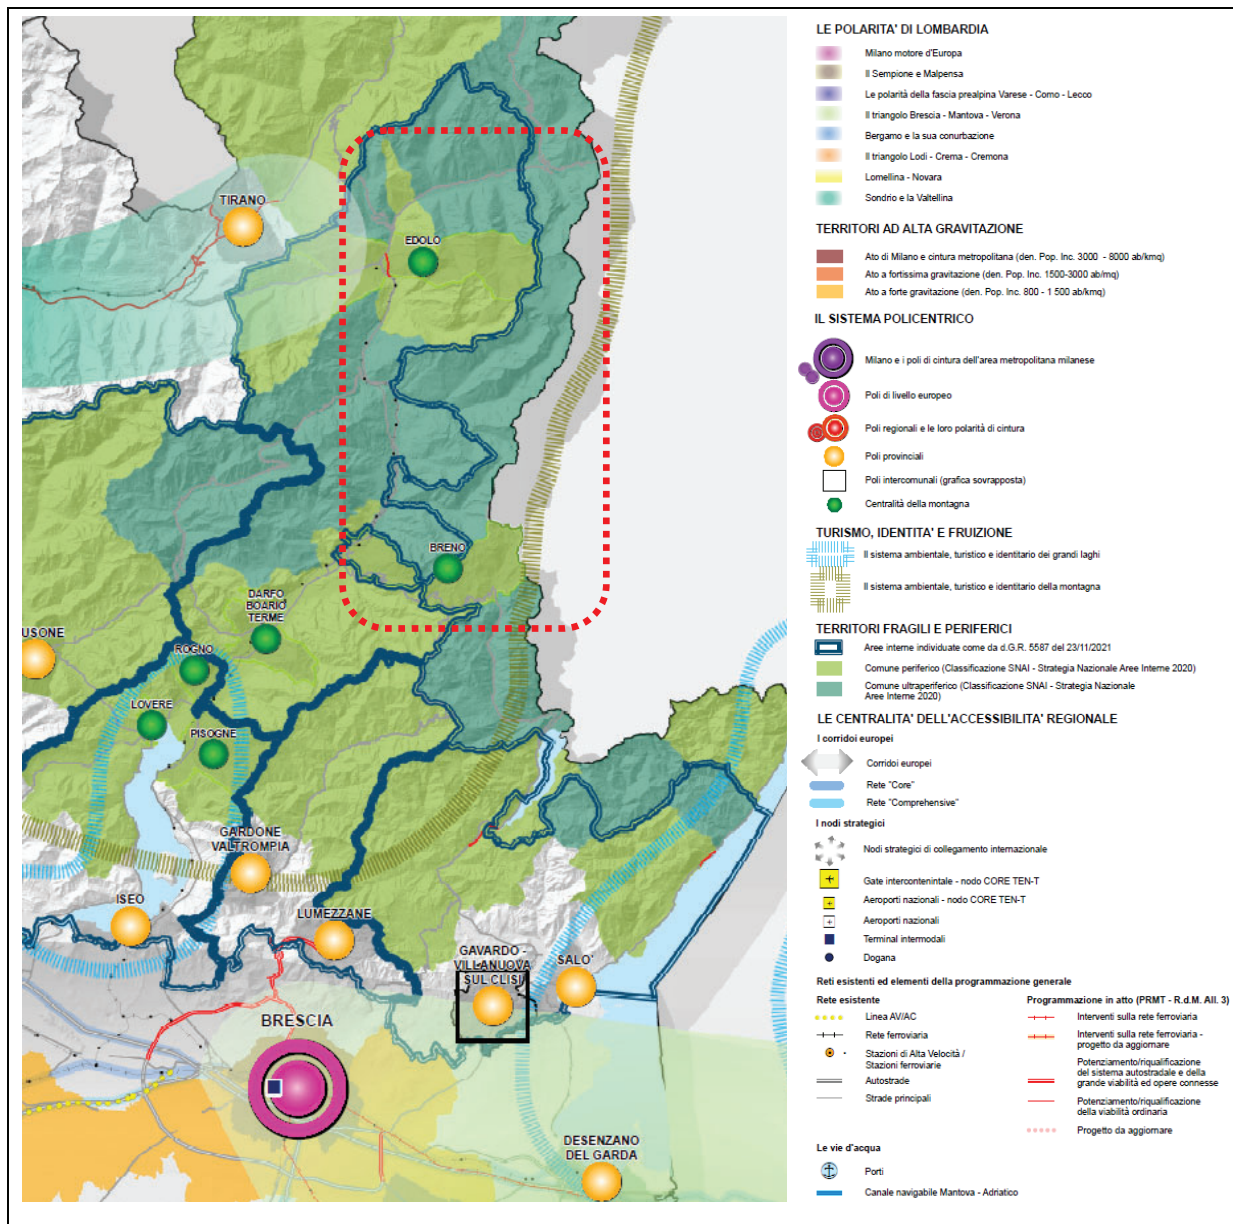 TIRANO
EDOLO
BRENO
DARFO
BOARIO
TERME
USONE
ROGNO
LOVERE
PISOGNE
GARDONE
VALTROMPIA
ISEO
LUMEZZANE
GAVARDO -
VILLANUOVA
SUL CLISI
SALO'
BRESCIA
DESENZANO
DEL GARDA
LE POLARITA' DI LOMBARDIA
Milano motore d'Europa
Il Sempione e Malpensa
Le polarità della fascia prealpina Varese - Como - Lecco
Il triangolo Brescia - Mantova - Verona
Bergamo e la sua conurbazione
Il triangolo Lodi - Crema - Cremona
Lomellina - Novara
Sondrio e la Valtellina
TERRITORI AD ALTA GRAVITAZIONE
Ato di Milano e cintura metropolitana (den. Pop. Inc. 3000 - 8000 ab/kmq)
Ato a fortissima gravitazione (den. Pop. Inc. 1500-3000 ab/mq)
Ato a forte gravitazione (den. Pop. Inc. 800 - 1 500 ab/kmq)
IL SISTEMA POLICENTRICO
Milano e i poli di cintura dell'area metropolitana milanese
Poli di livello europeo
Poli regionali e le loro polarità di cintura
Poli provinciali
Poli intercomunali (grafica sovrapposta)
Centralità della montagna
TURISMO, IDENTITA' E FRUIZIONE
Il sistema ambientale, turistico e identitario dei grandi laghi
Il sistema ambientale, turistico e identitario della montagna
TERRITORI FRAGILI E PERIFERICI
Aree interne individuate come da d.G.R. 5587 del 23/11/2021
Comune periferico (Classificazione SNAI - Strategia Nazionale Aree Interne 2020)
Comune ultraperiferico (Classificazione SNAI - Strategia Nazionale
Aree Interne 2020)
LE CENTRALITA' DELL'ACCESSIBILITA' REGIONALE
I corridoi europei
Corridoi europei
Rete "Core"
Rete "Comprehensive"
I nodi strategici
Nodi strategici di collegamento internazionale
Gate intercontenintale - nodo CORE TEN-T
Aeroporti nazionali - nodo CORE TEN-T
Aeroporti nazionali
Terminal intermodali
Dogana
Reti esistenti ed elementi della programmazione generale
Rete esistente
Linea AV/AC
Rete ferroviaria
Stazioni di Alta Velocità /
Stazioni ferroviarie
Autostrade
Strade principali
Programmazione in atto (PRMT - R.d.M. All. 3)
Interventi sulla rete ferroviaria
Interventi sulla rete ferroviaria -
progetto da aggiornare
Potenziamento/riqualificazione
del sistema autostradale e della
grande viabilità ed opere connesse
Potenziamento/riqualificazione
della viabilità ordinaria
Progetto da aggiornare
Le vie d'acqua
Porti
Canale navigabile Mantova - Adriatico